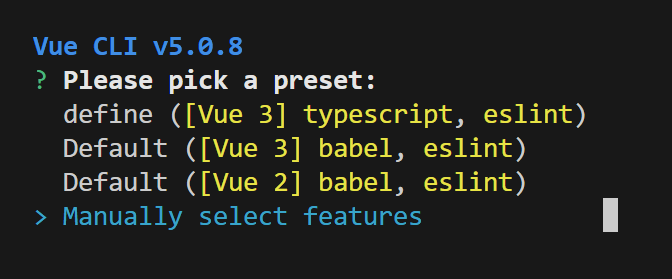 Vue CLI v5.0.8
? Please pick a preset:
define ([Vue 3] typescript, eslint)
Default ([Vue 3] babel, eslint)
Default ([Vue 2] babel, eslint)
> Manually select features